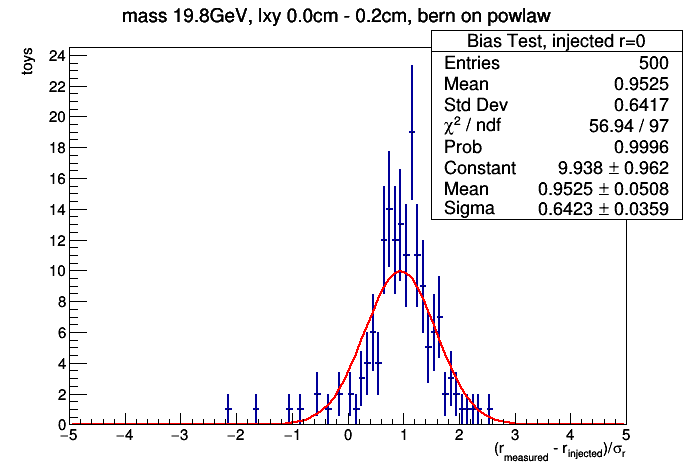 mass 19.8GeV, lxy 0.0cm - 0.2cm, bern on powlaw
Bias Test, injected r=0
Entries 500
Mean 0.9525
Std Dev 0.6417
χ² / ndf 56.94 / 97
Prob 0.9996
Constant 9.938 ± 0.962
Mean 0.9525 ± 0.0508
Sigma 0.6423 ± 0.0359
toys
24
22
20
18
16
14
12
10
8
6
4
2
0
−5 −4 −3 −2 −1 0 1 2 3 4 5
(r_measured - r_injected)/σ_r